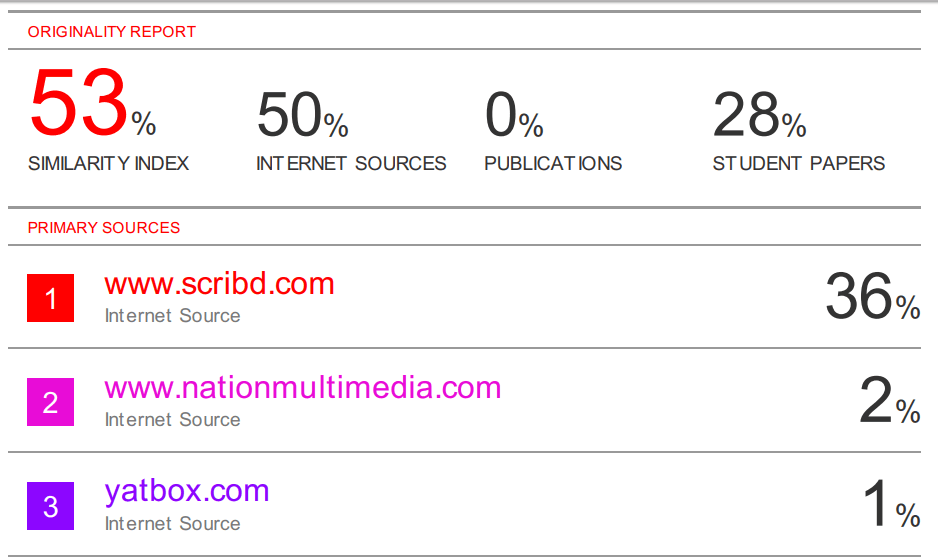 ORIGINALITY REPORT
53% 50% 0% 28%
SIMILARITY INDEX INTERNET SOURCES PUBLICATIONS STUDENT PAPERS
PRIMARY SOURCES
1 www.scribd.com 36%
Internet Source
2 www.nationmultimedia.com 2%
Internet Source
3 yatbox.com 1%
Internet Source